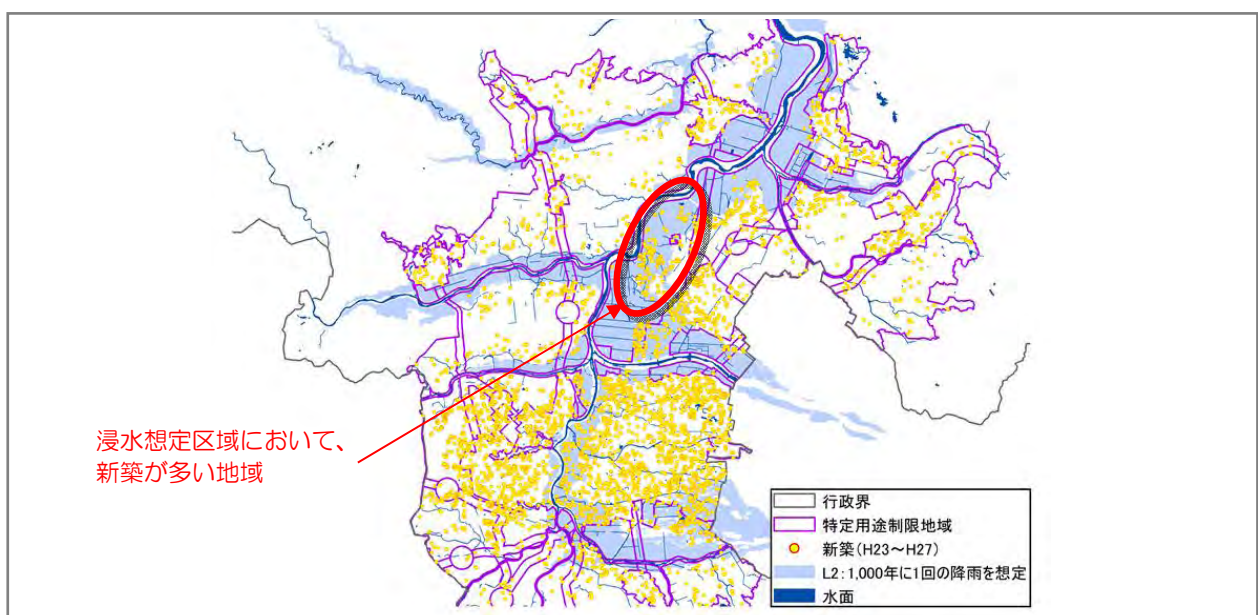 浸水想定区域において、
新築が多い地域
行政界
特定用途制限地域
新築(H23~H27)
L2:1,000年に1回の降雨を想定
水面